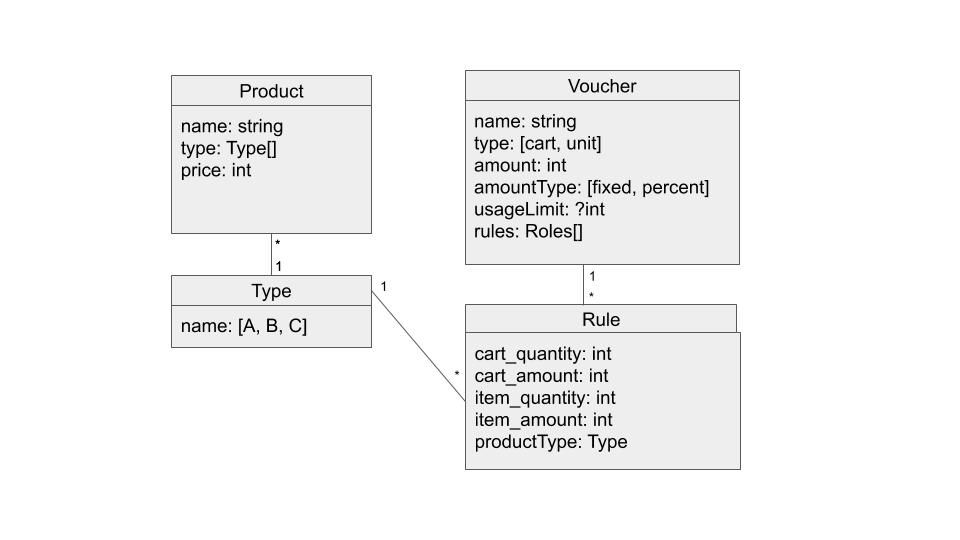 Product
name: string
type: Type[]
price: int
*
1
Type
name: [A, B, C]
Voucher
name: string
type: [cart, unit]
amount: int
amountType: [fixed, percent]
usageLimit: ?int
rules: Roles[]
1
*
1
*
Rule
cart_quantity: int
cart_amount: int
item_quantity: int
item_amount: int
productType: Type